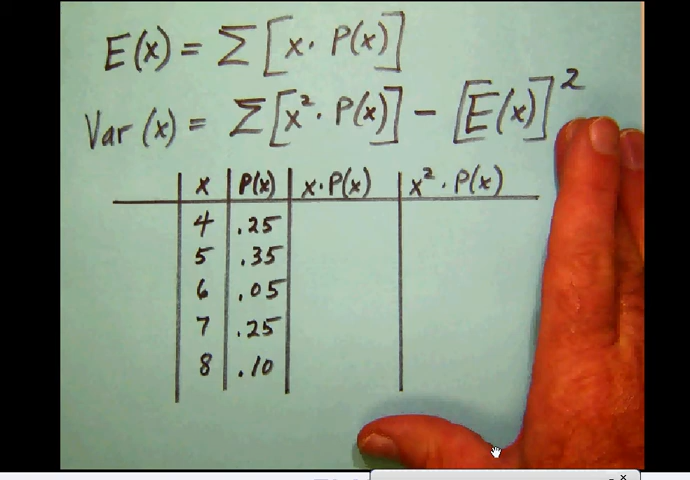 E(x) = Σ [x · P(x)]
Var (x) = Σ[x² · P(x)] – [E(x)]²
x P(x) x · P(x) x² · P(x)
4 .25
5 .35
6 .05
7 .25
8 .10